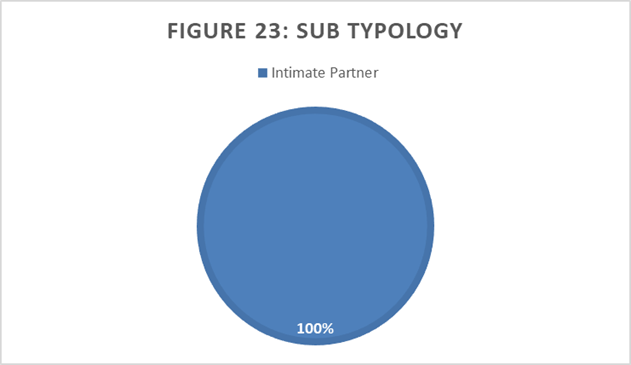 FIGURE 23: SUB TYPOLOGY
Intimate Partner
100%